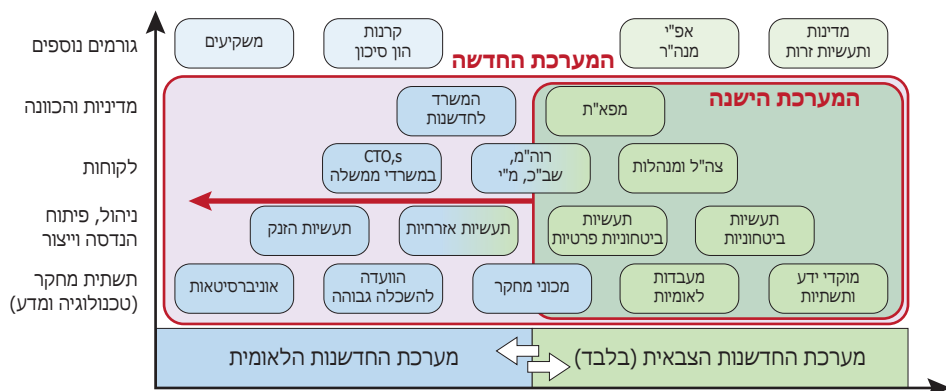 גורמים נוספים
מדינות
ותעשיות זרות
אפ"י
מנה"ר
קרנות
הון סיכון
משקיעים
המערכת החדשה
המערכת הישנה
מדיניות והכוונה
מפא"ת
המשרד
לחדשנות
לקוחות
צה"ל ומנהלות
רוה"מ,
שב"כ, מ"י
CTO,s
במשרדי ממשלה
ניהול, פיתוח
הנדסה וייצור
תעשיות
ביטחוניות
תעשיות
ביטחוניות פרטיות
תעשיות אזרחיות
תעשיות הזנק
תשתית מחקר
(טכנולוגיה ומדע)
מוקדי ידע
ותשתיות
מעבדות
לאומיות
מכוני מחקר
הוועדה
להשכלה גבוהה
אוניברסיטאות
מערכת החדשנות הצבאית (בלבד)
מערכת החדשנות הלאומית